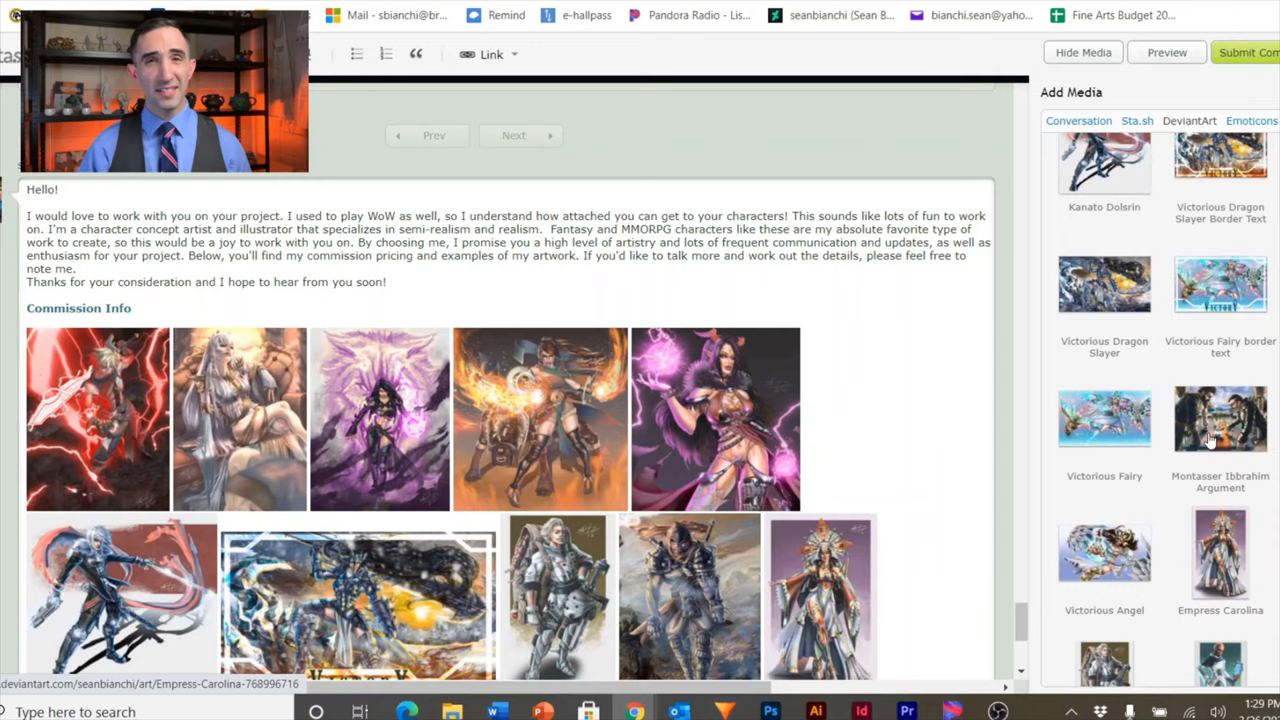 Mail - sbianchi@br...
Remind
e-hallpass
Pandora Radio - Lis...
seanbianchi (Sean B...
bianchi.sean@yaho...
Fine Arts Budget 20...
Link
Hide Media
Preview
Submit Com
Add Media
Conversation
Sta.sh
DeviantArt
Emoticons
Prev
Next
Hello!
I would love to work with you on your project. I used to play WoW as well, so I understand how attached you can get to your characters! This sounds like lots of fun to work
on. I'm a character concept artist and illustrator that specializes in semi-realism and realism.  Fantasy and MMORPG characters like these are my absolute favorite type of
work to create, so this would be a joy to work with you on. By choosing me, I promise you a high level of artistry and lots of frequent communication and updates, as well as
enthusiasm for your project. Below, you'll find my commission pricing and examples of my artwork. If you'd like to talk more and work out the details, please feel free to
note me.
Thanks for your consideration and I hope to hear from you soon!
Commission Info
Kanato Dolsrin
Victorious Dragon
Slayer Border Text
Victorious Dragon
Slayer
VICTORY
Victorious Fairy border
text
Victorious Fairy
Montasser Ibbrahim
Argument
Victorious Angel
Empress Carolina
deviantart.com/seanbianchi/art/Empress-Carolina-768996716
Type here to search
1:29 PM